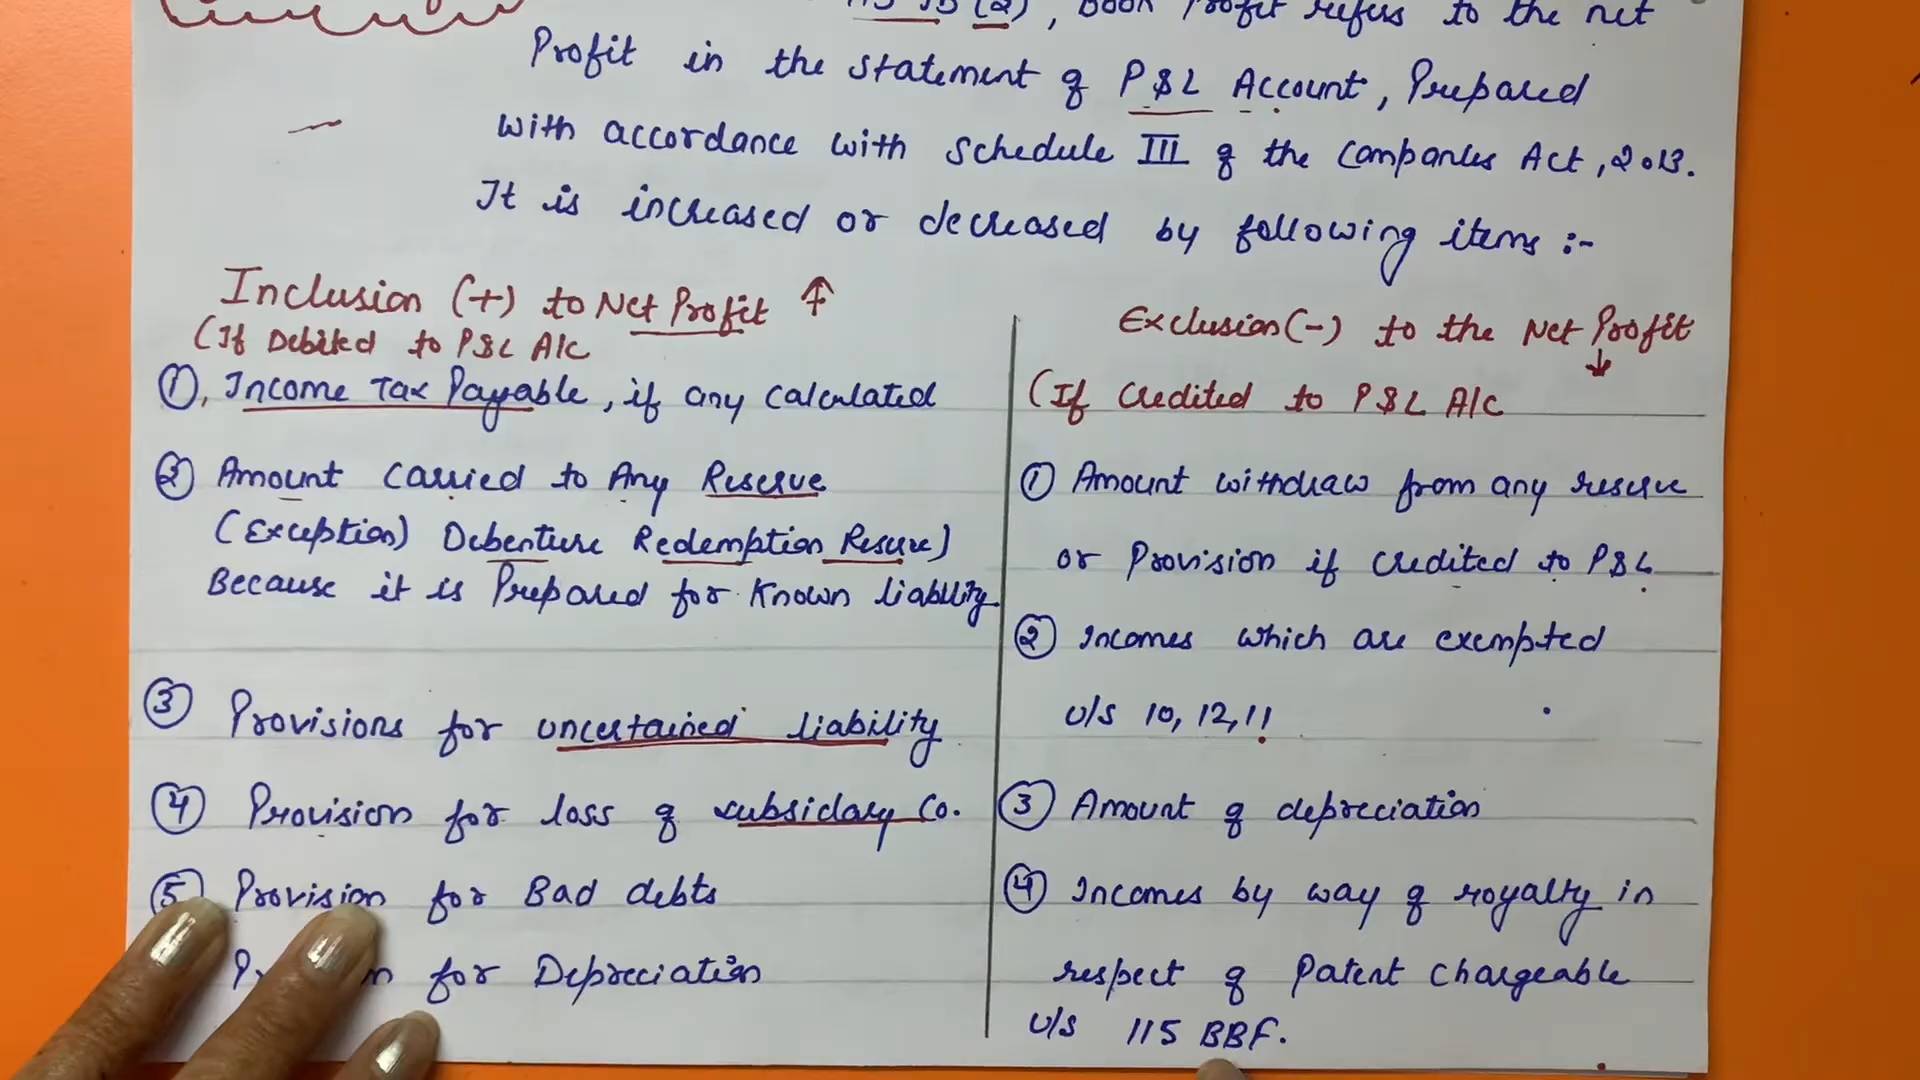 115 JB (2), Book Profit refers to the net
Profit in the statement of P&L Account, Prepared
with accordance with Schedule III of the Companies Act, 2013.
It is increased or decreased by following items :-
Inclusion (+) to Net Profit ↑
(If Debited to P&L A/C
①. Income Tax Payable, if any calculated
② Amount carried to Any Reserve
(Exception) Debenture Redemption Reserve)
Because it is Prepared for Known liability
③ Provisions for uncertained liability
④ Provision for loss of subsidary Co.
⑤ Provision for Bad debts
for Depreciation
Exclusion (-) to the Net Profit ↓
(If Credited to P&L A/C
① Amount withdraw from any reserve
or Provision if credited to P&L
② Incomes which are exempted
U/S 10, 12, 11
③ Amount of depreciation
④ Incomes by way of royalty in
respect of Patent Chargeable
U/S 115 BBF.